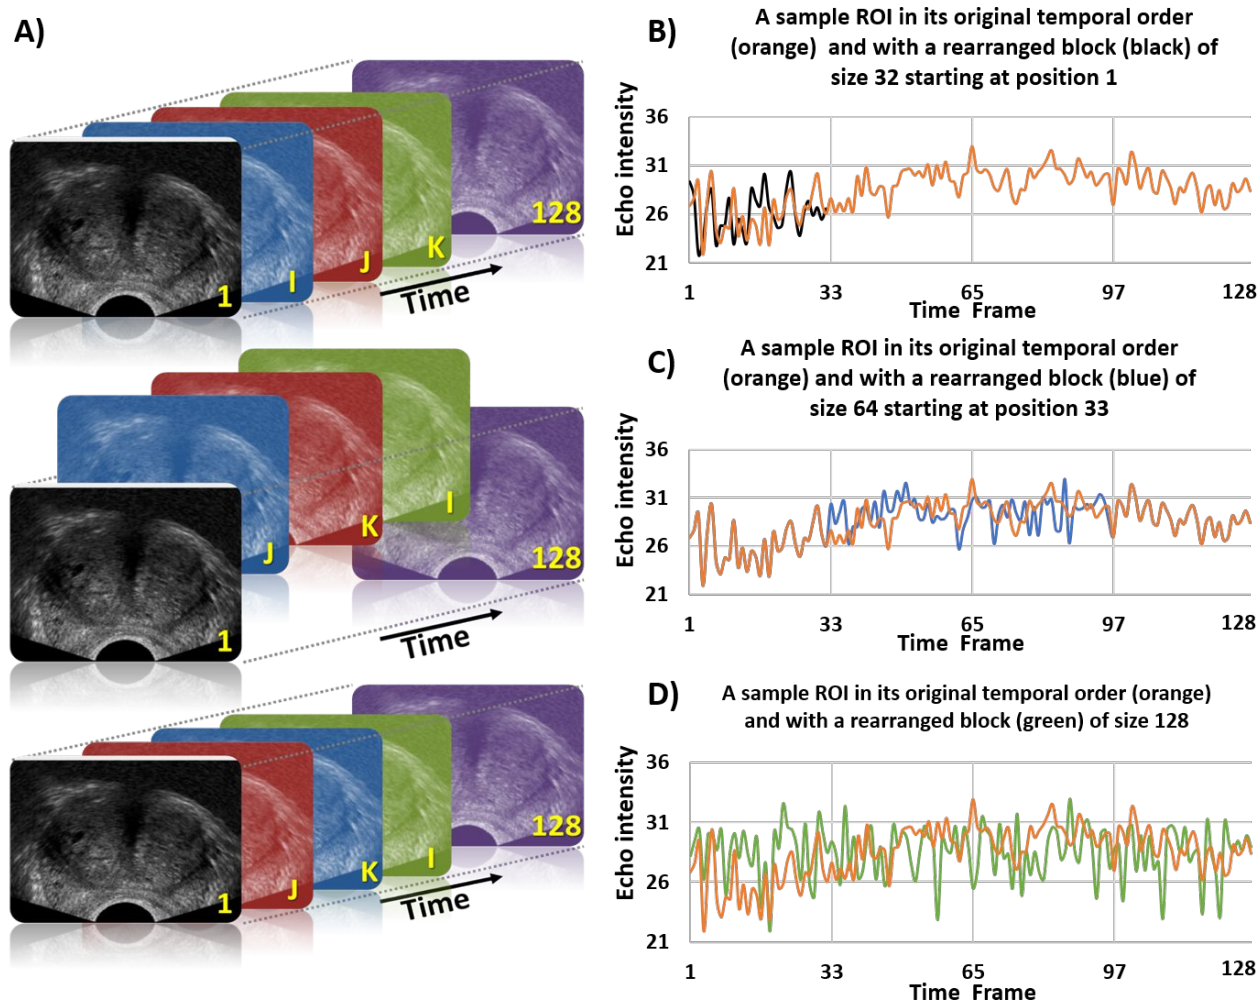 A)
1
I
J
K
128
Time
J
K
I
1
128
Time
1
J
K
I
128
Time
B)
A sample ROI in its original temporal order
(orange) and with a rearranged block (black) of
size 32 starting at position 1
Echo intensity
36
31
26
21
1 33 65 97 128
Time Frame
C)
A sample ROI in its original temporal order
(orange) and with a rearranged block (blue) of
size 64 starting at position 33
Echo intensity
36
31
26
21
1 33 65 97 128
Time Frame
D)
A sample ROI in its original temporal order (orange)
and with a rearranged block (green) of size 128
Echo intensity
36
31
26
21
1 33 65 97 128
Time Frame